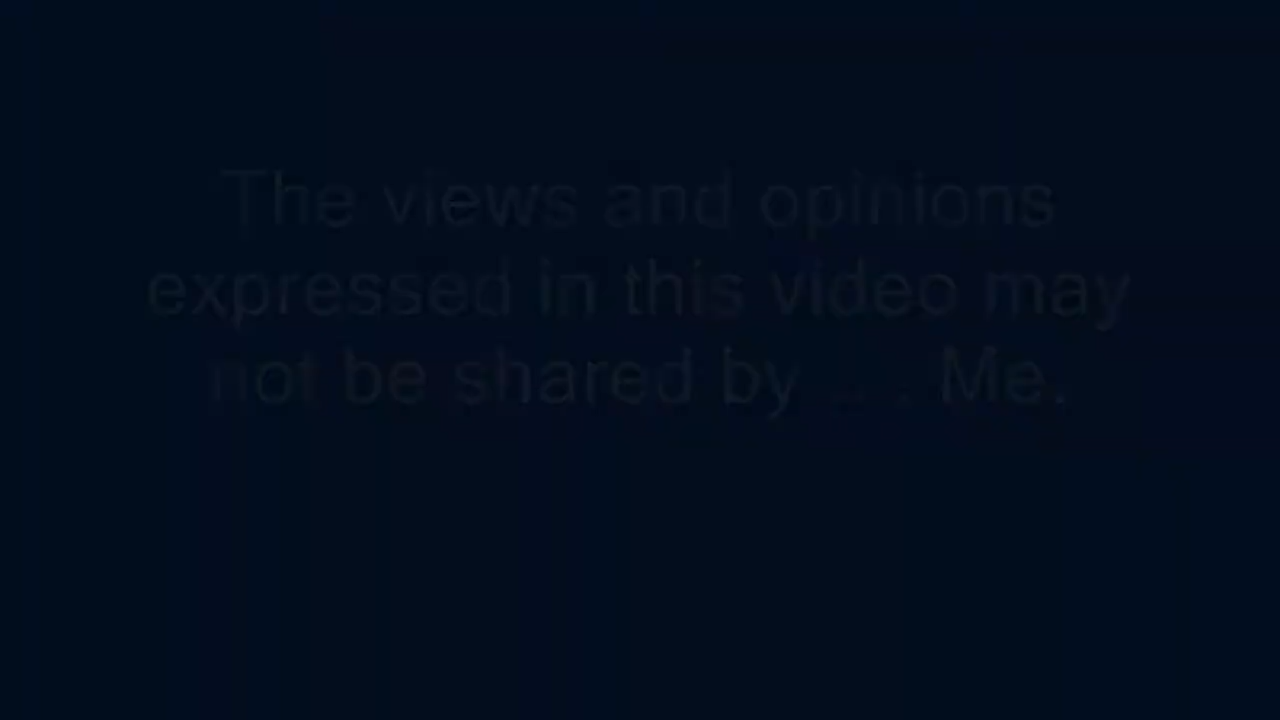 The views and opinions
expressed in this video may
not be shared by ... Me.